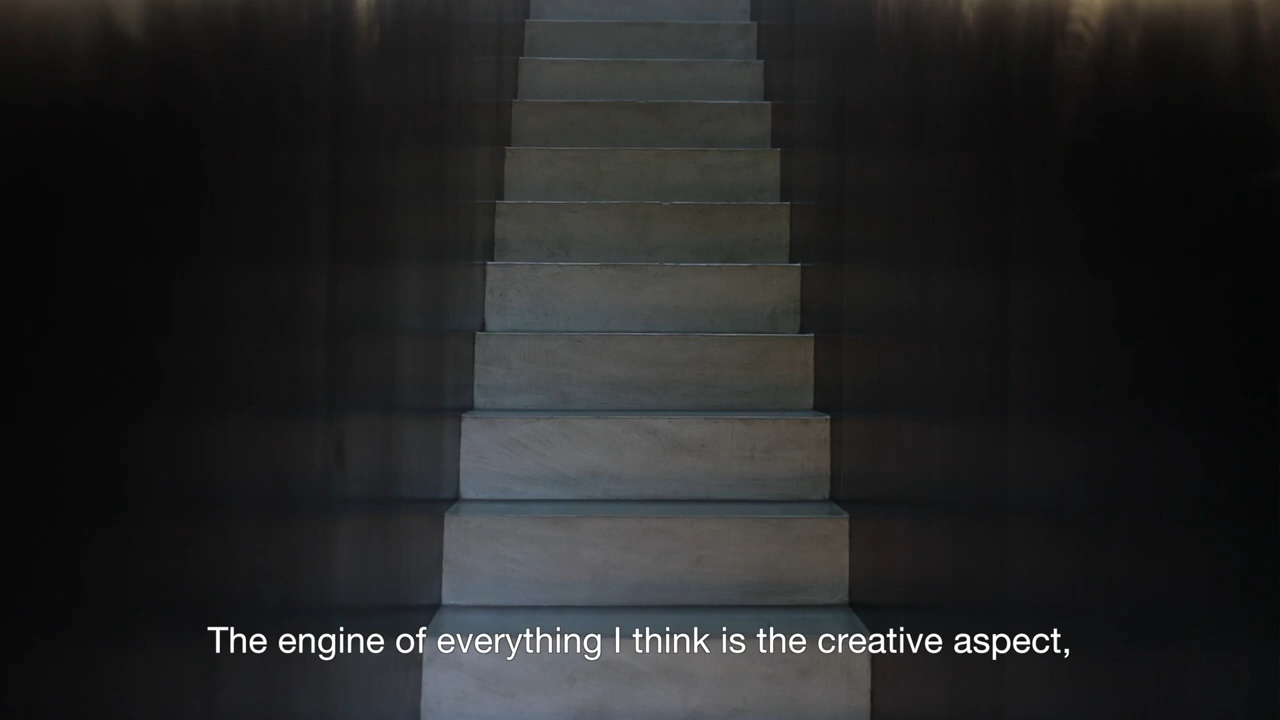 The engine of everything I think is the creative aspect,